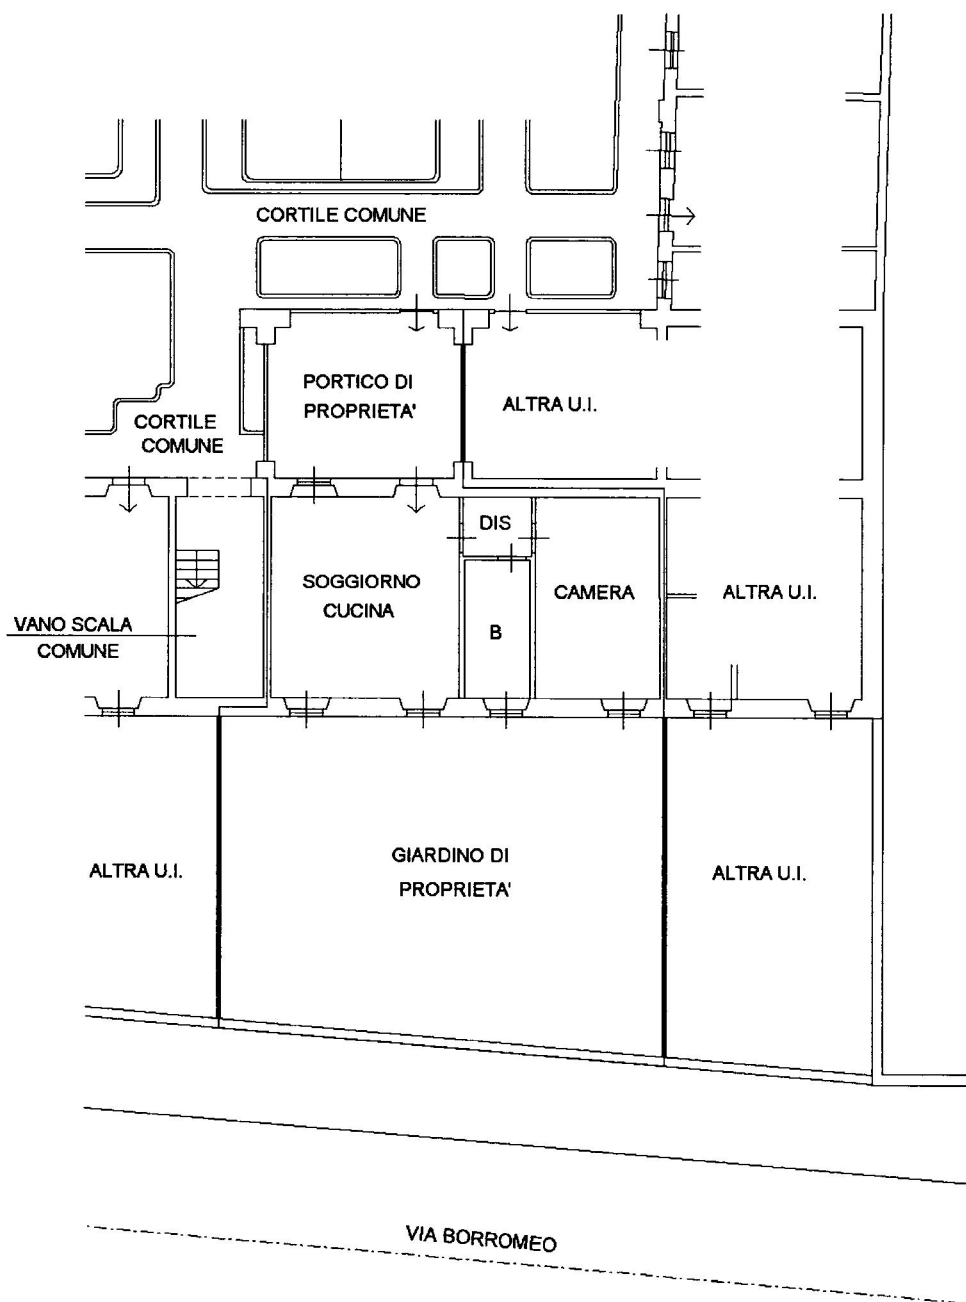 CORTILE COMUNE
PORTICO DI
PROPRIETA'
ALTRA U.I.
CORTILE
COMUNE
DIS
SOGGIORNO
CUCINA
CAMERA
ALTRA U.I.
VANO SCALA
COMUNE
B
ALTRA U.I.
GIARDINO DI
PROPRIETA'
ALTRA U.I.
VIA BORROMEO